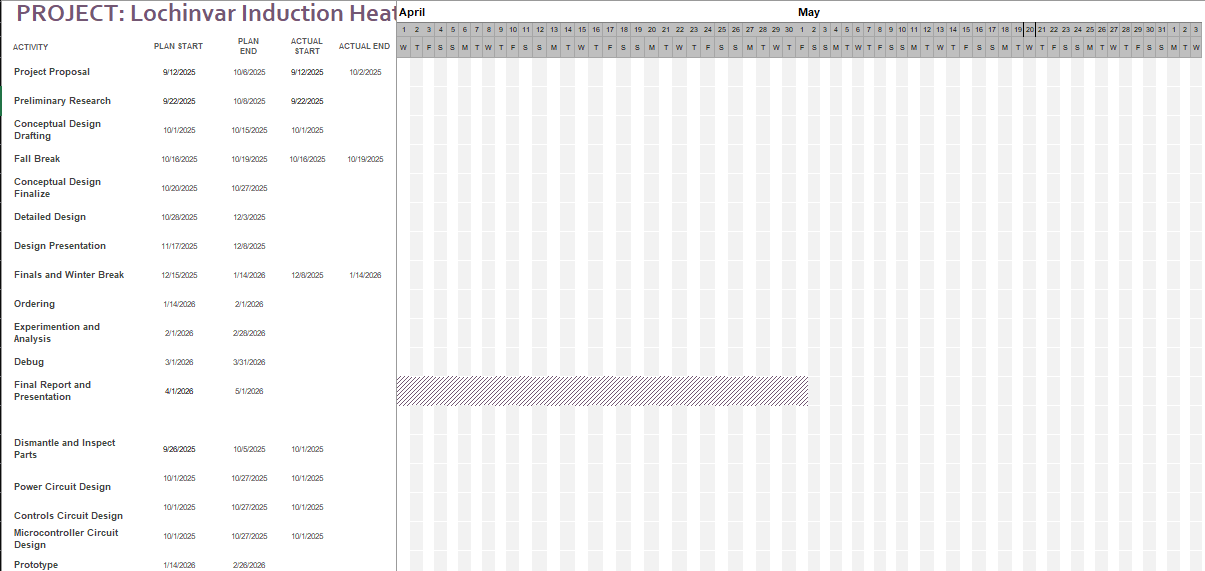 PROJECT: Lochinvar Induction Heat
April May
1 2 3 4 5 6 7 8 9 10 11 12 13 14 15 16 17 18 19 20 21 22 23 24 25 26 27 28 29 30 1 2 3 4 5 6 7 8 9 10 11 12 13 14 15 16 17 18 19 20 21 22 23 24 25 26 27 28 29 30 31 1 2 3
ACTIVITY PLAN START PLAN END ACTUAL START ACTUAL END
W T F S S M T W T F S S M T W T F S S M T W T F S S M T W T F S S M T W T F S S M T W T F S S M T W T F S S M T W T F S S M T W
Project Proposal 9/12/2025 10/6/2025 9/12/2025 10/2/2025
Preliminary Research 9/22/2025 10/8/2025 9/22/2025
Conceptual Design
Drafting 10/1/2025 10/15/2025 10/1/2025
Fall Break 10/16/2025 10/19/2025 10/16/2025 10/19/2025
Conceptual Design
Finalize 10/20/2025 10/27/2025
Detailed Design 10/28/2025 12/3/2025
Design Presentation 11/17/2025 12/8/2025
Finals and Winter Break 12/15/2025 1/14/2026 12/8/2025 1/14/2026
Ordering 1/14/2026 2/1/2026
Experimention and
Analysis 2/1/2026 2/28/2026
Debug 3/1/2026 3/31/2026
Final Report and
Presentation 4/1/2026 5/1/2026
Dismantle and Inspect
Parts 9/26/2025 10/5/2025 10/1/2025
Power Circuit Design 10/1/2025 10/27/2025 10/1/2025
Controls Circuit Design 10/1/2025 10/27/2025 10/1/2025
Microcontroller Circuit
Design 10/1/2025 10/27/2025 10/1/2025
Prototype 1/14/2026 2/26/2026